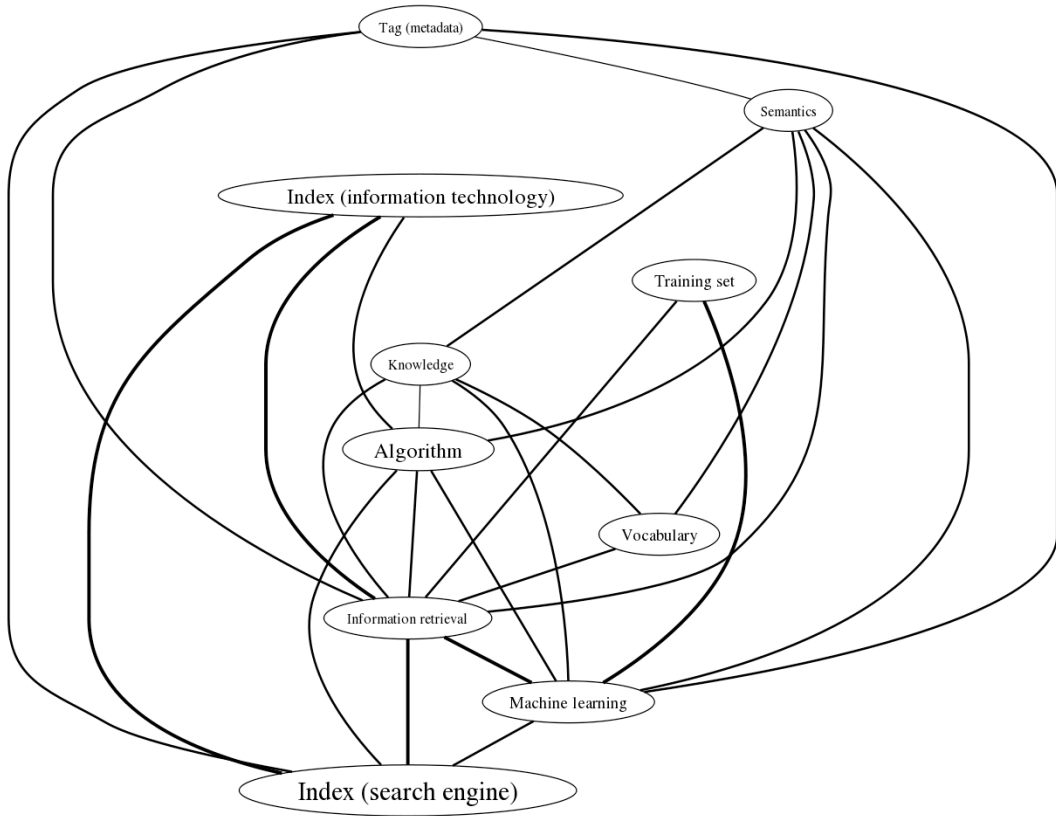 Tag (metadata)
Semantics
Index (information technology)
Training set
Knowledge
Algorithm
Vocabulary
Information retrieval
Machine learning
Index (search engine)